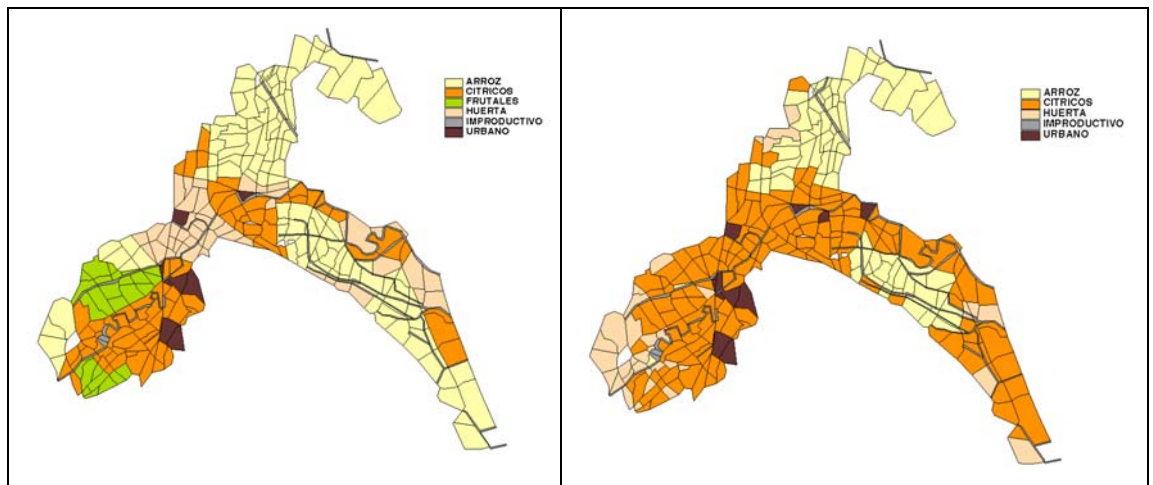 ARROZ
CITRICOS
FRUTALES
HUERTA
IMPRODUCTIVO
URBANO
ARROZ
CITRICOS
HUERTA
IMPRODUCTIVO
URBANO